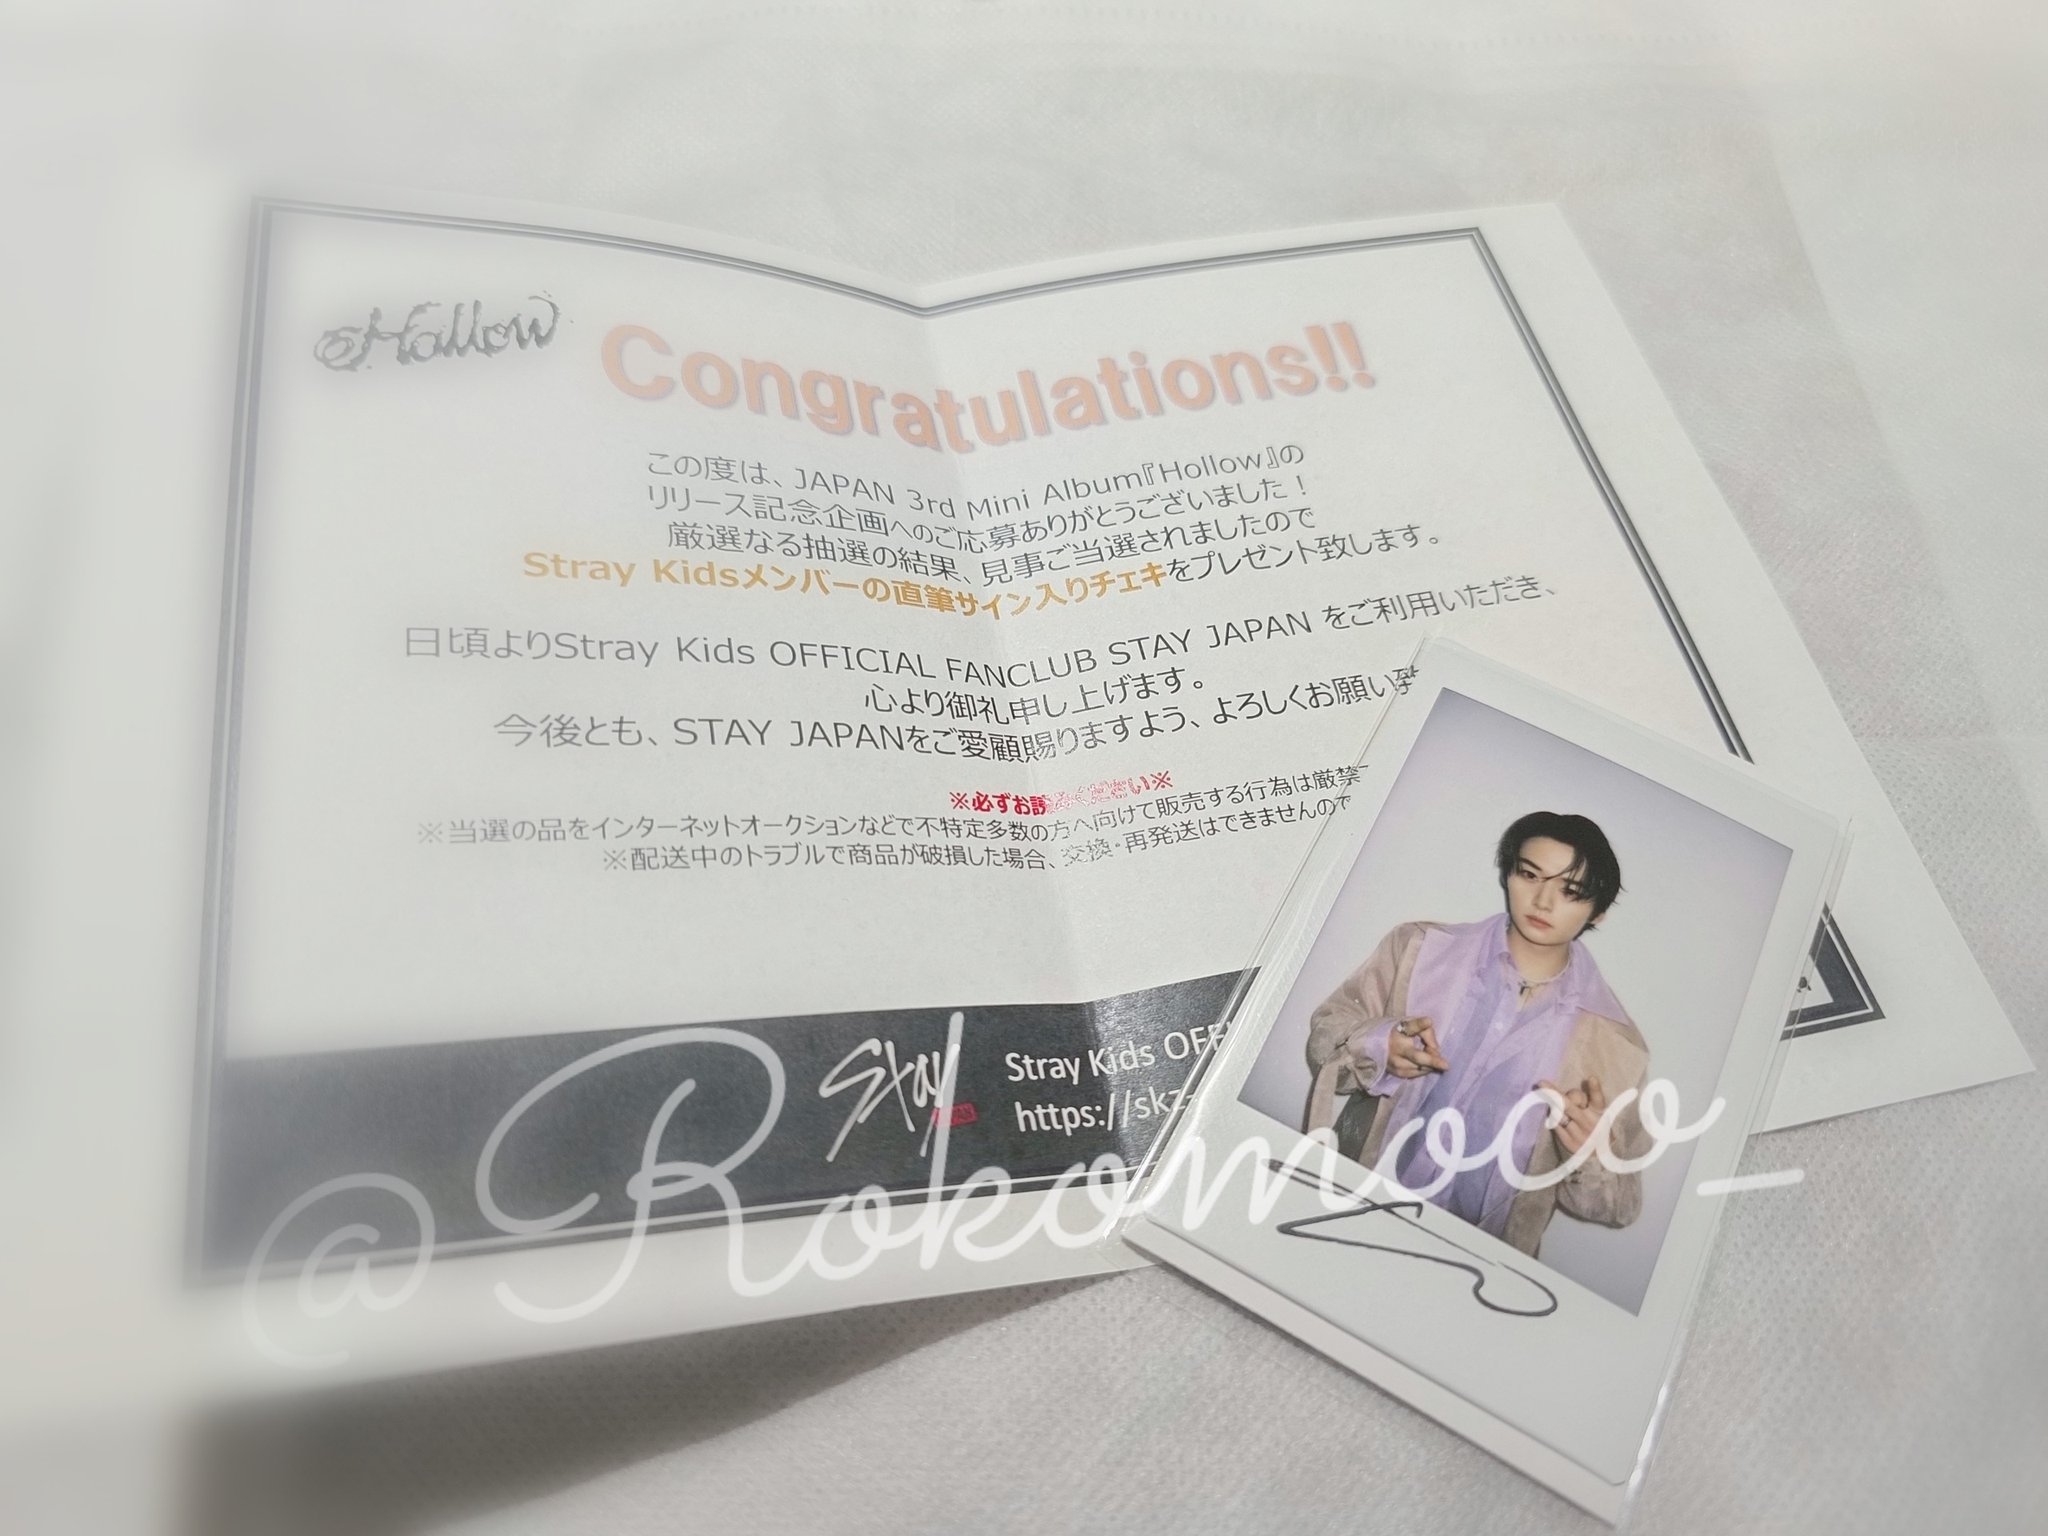 Hollow
Congratulations!!
この度は、JAPAN 3rd Mini Album『Hollow』の
リリース記念企画へのご応募ありがとうございました！
厳選なる抽選の結果、見事ご当選されましたので
Stray Kidsメンバーの直筆サイン入りチェキをプレゼント致します。
日頃よりStray Kids OFFICIAL FANCLUB STAY JAPAN をご利用いただき、
心より御礼申し上げます。
今後とも、STAY JAPANをご愛顧賜りますよう、よろしくお願い致
※必ずお読みください※
※当選の品をインターネットオークションなどで不特定多数の方へ向けて販売する行為は厳禁
※配送中のトラブルで商品が破損した場合、交換・再発送はできませんので
Stay JAPAN
Stray Kids OFF
https://skz
@Rokomoco_